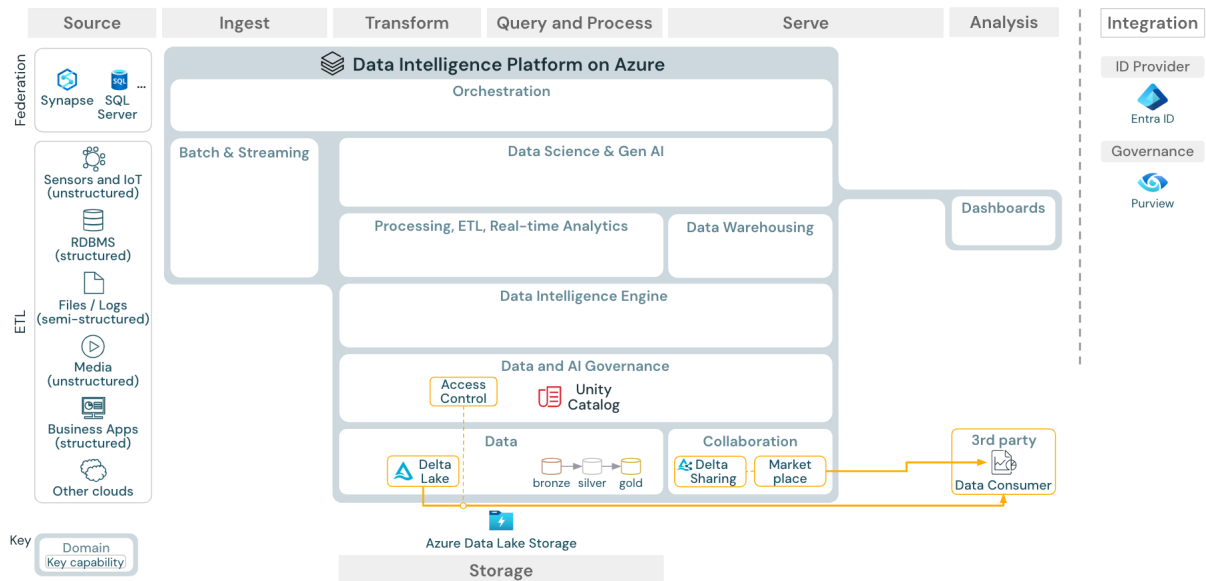 Source
Ingest
Transform
Query and Process
Serve
Analysis
Integration
Federation
Synapse
SQL
SQL
Server
...
Data Intelligence Platform on Azure
Orchestration
ID Provider
Entra ID
Governance
Purview
ETL
Sensors and IoT
(unstructured)
RDBMS
(structured)
Files / Logs
(semi-structured)
Media
(unstructured)
Business Apps
(structured)
Other clouds
Batch & Streaming
Data Science & Gen AI
Processing, ETL, Real-time Analytics
Data Warehousing
Dashboards
Data Intelligence Engine
Data and AI Governance
Access
Control
Unity
Catalog
Data
Delta
Lake
bronze
silver
gold
Collaboration
Delta
Sharing
Market
place
3rd party
Data Consumer
Azure Data Lake Storage
Storage
Key
Domain
Key capability